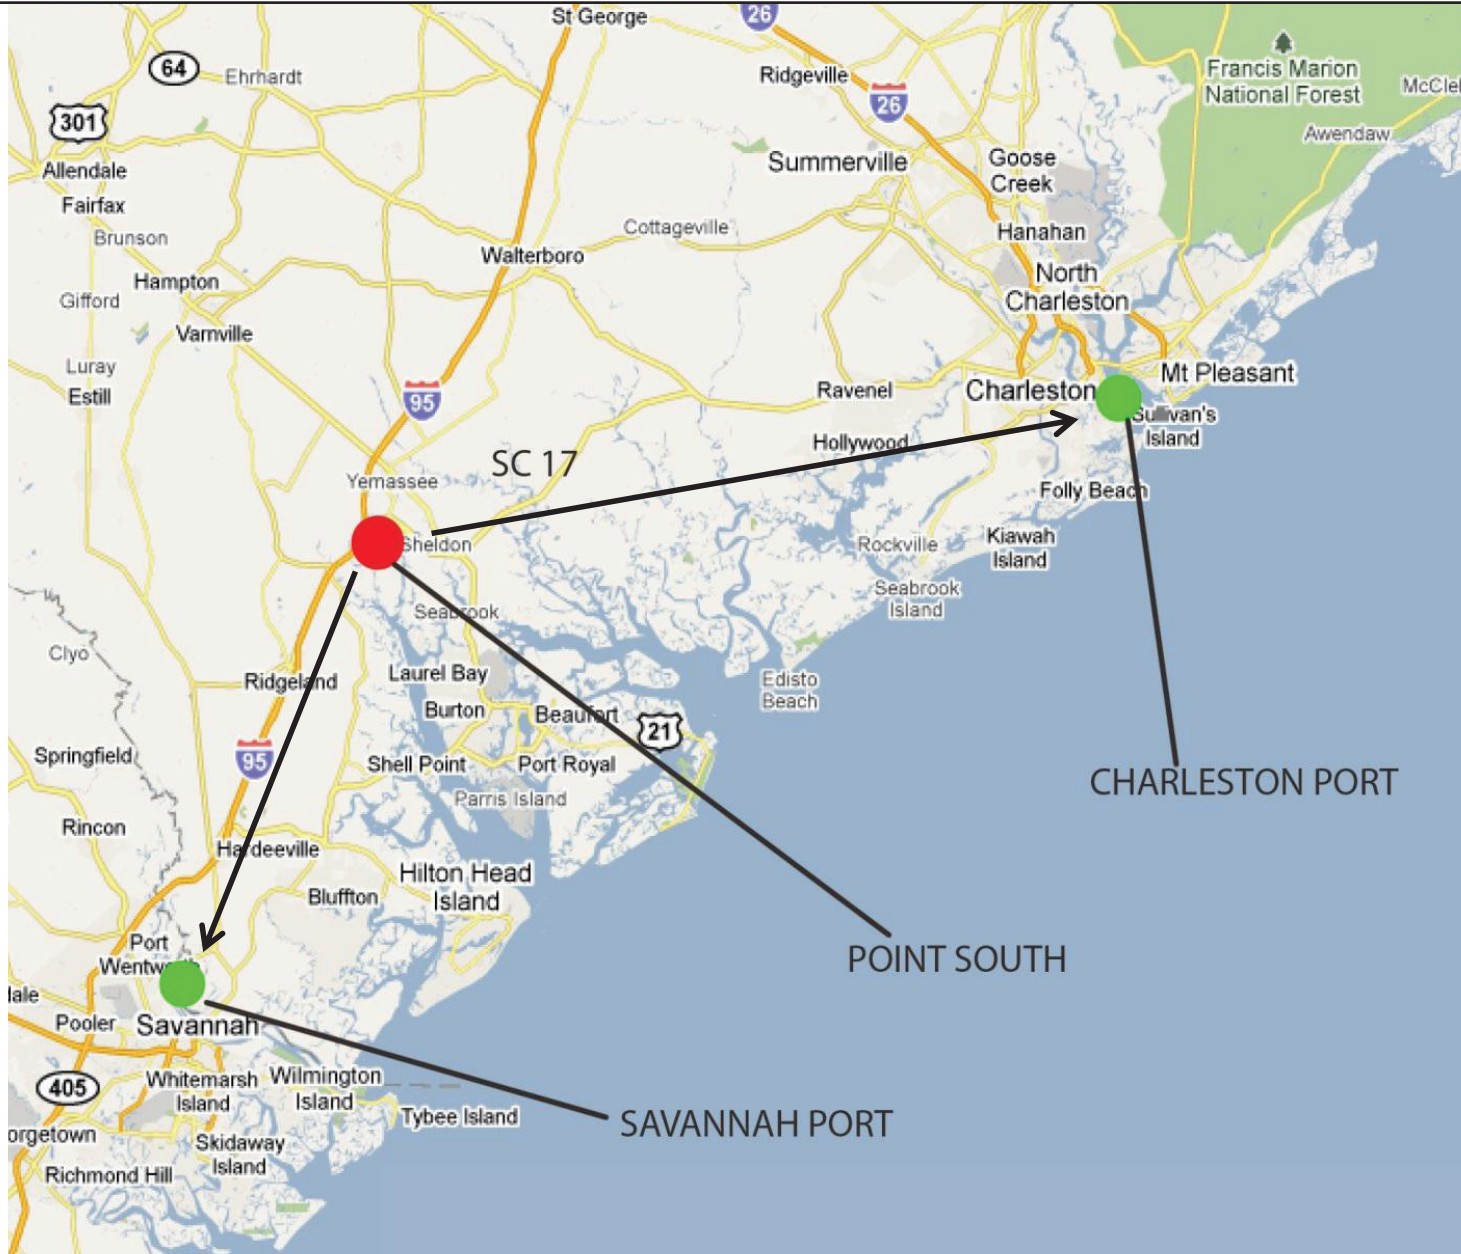 St George
26
64
Ehrhardt
Ridgeville
Francis Marion
National Forest
26
301
Awendaw
Allendale
Summerville
Goose
Creek
Fairfax
Brunson
Cottageville
Hanahan
Walterboro
Hampton
North
Charleston
Gifford
Varnville
Luray
Estill
95
Ravenel
Charleston
Mt Pleasant
Island
Hollywood
SC 17
Yemassee
Folly Beach
Sheldon
Rockville
Kiawah
Island
Seabrook
Island
Seabrook
Clyo
Laurel Bay
Ridgeland
Edisto
Beach
Burton
Beaufort
21
Springfield
95
Shell Point
Port Royal
CHARLESTON PORT
Parris Island
Rincon
Hardeeville
Hilton Head
Island
Bluffton
Port
Wentworth
POINT SOUTH
Pooler
Savannah
405
Whitemarsh
Island
Wilmington
Island
Tybee Island
SAVANNAH PORT
Skidaway
Island
Richmond Hill